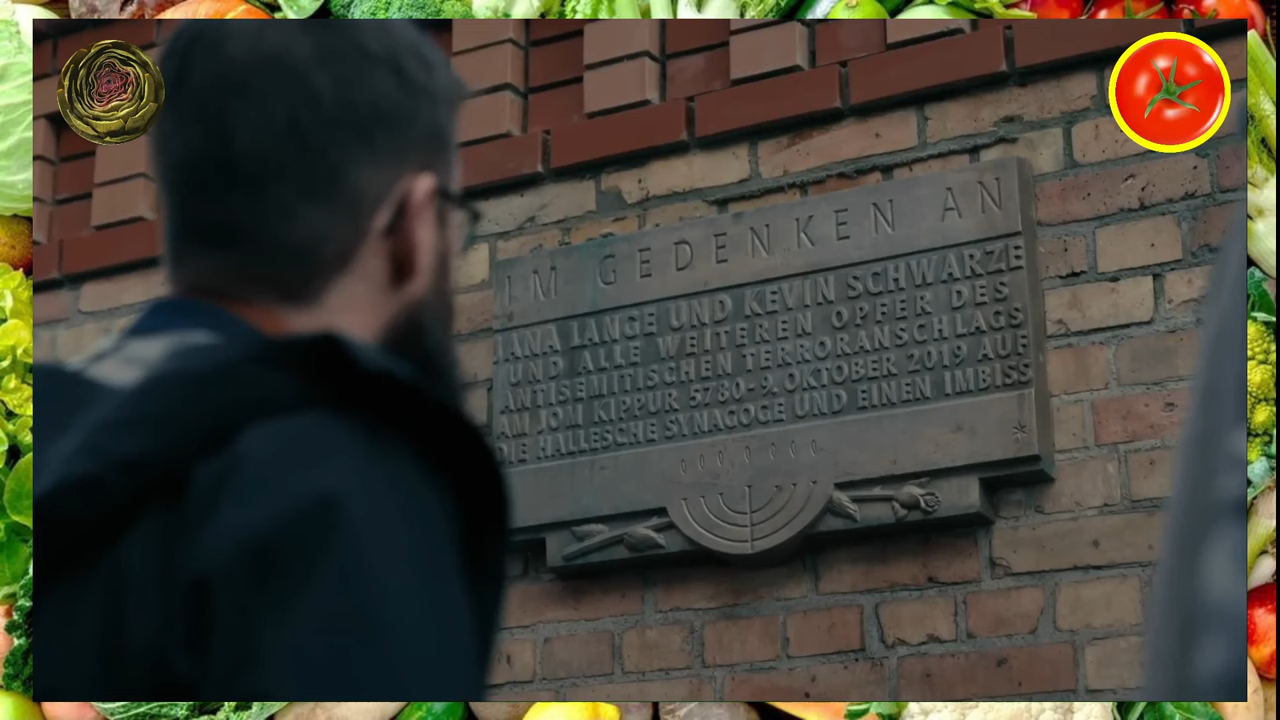 IM GEDENKEN AN
JANA LANGE UND KEVIN SCHWARZE
UND ALLE WEITEREN OPFER DES
ANTISEMITISCHEN TERRORANSCHLAGS
AM JOM KIPPUR 5780-9. OKTOBER 2019 AUF
DIE HALLESCHE SYNAGOGE UND EINEN IMBISS